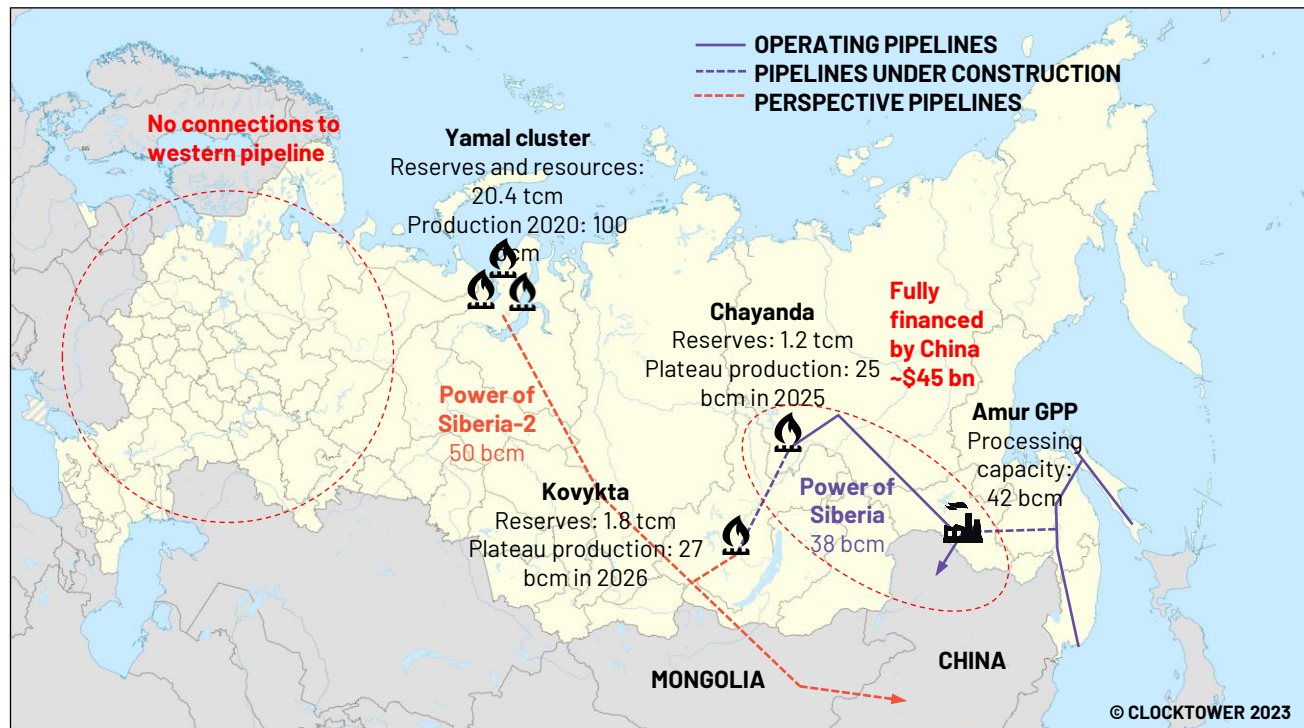 OPERATING PIPELINES
PIPELINES UNDER CONSTRUCTION
PERSPECTIVE PIPELINES
No connections to
western pipeline
Yamal cluster
Reserves and resources:
20.4 tcm
Production 2020: 100
bcm
Chayanda
Reserves: 1.2 tcm
Plateau production: 25
bcm in 2025
Fully
financed
by China
~$45 bn
Power of
Siberia-2
50 bcm
Amur GPP
Processing
capacity:
42 bcm
Kovykta
Reserves: 1.8 tcm
Plateau production: 27
bcm in 2026
Power of
Siberia
38 bcm
MONGOLIA
CHINA
© CLOCKTOWER 2023